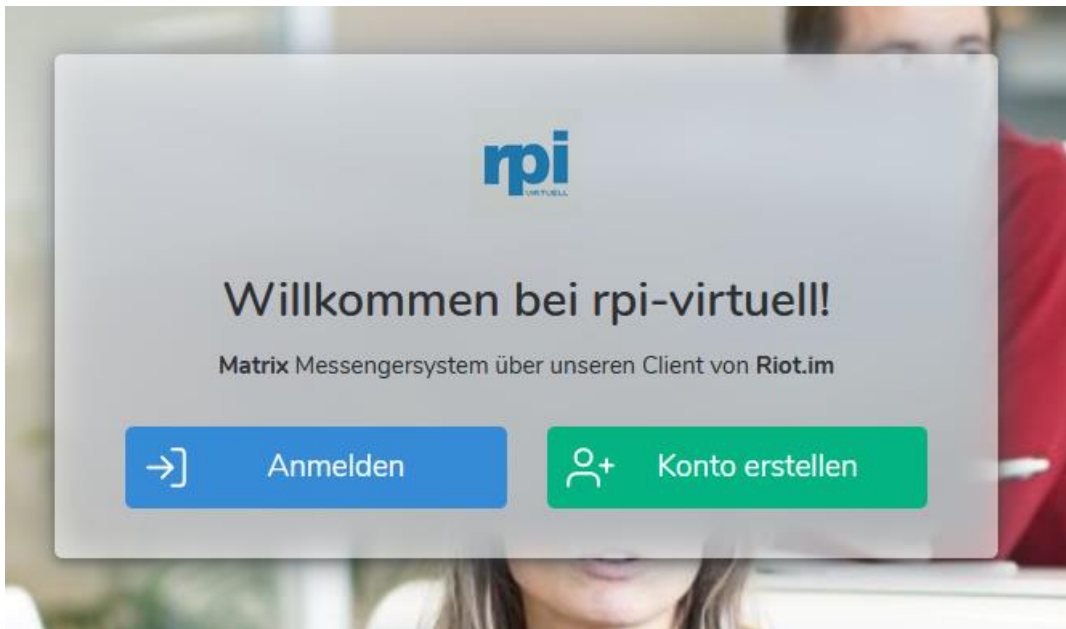 rpi
VIRTUELL
Willkommen bei rpi-virtuell!
Matrix Messengersystem über unseren Client von Riot.im
Anmelden
Konto erstellen